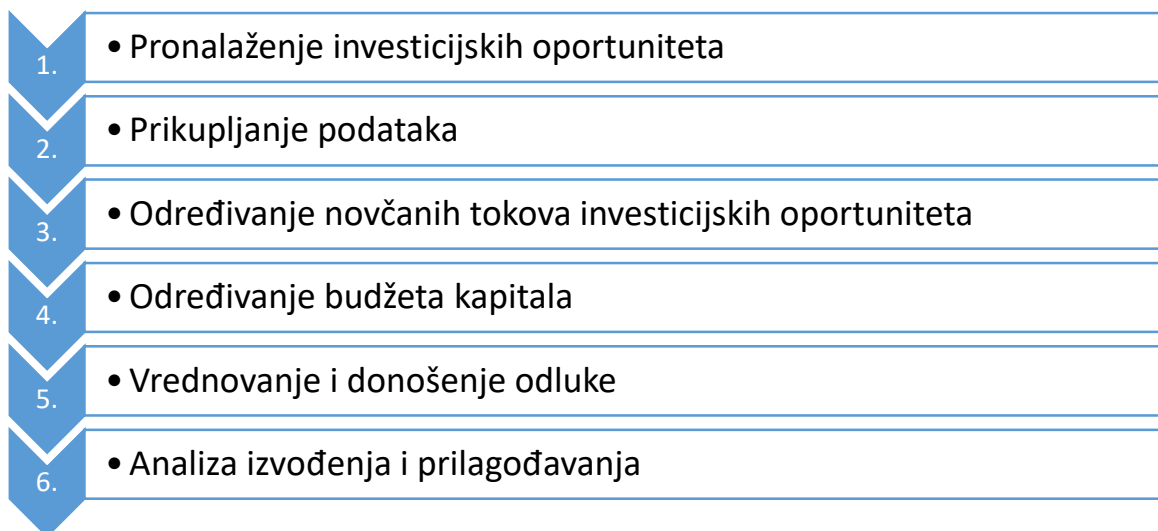 1. • Pronalaženje investicijskih oportuniteta
2. • Prikupljanje podataka
3. • Određivanje novčanih tokova investicijskih oportuniteta
4. • Određivanje budžeta kapitala
5. • Vrednovanje i donošenje odluke
6. • Analiza izvođenja i prilagođavanja